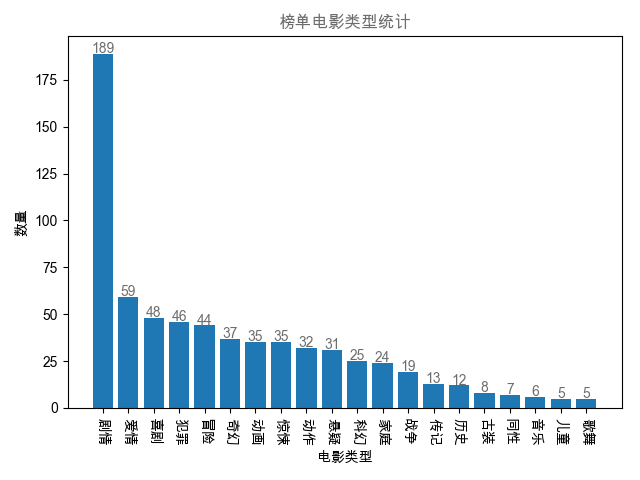 榜单电影类型统计
189
59
48
46
44
37
35
35
32
31
25
24
19
13
12
8
7
6
5
5
175
150
125
100
75
50
25
0
数量
剧情
爱情
喜剧
犯罪
冒险
奇幻
动画
惊悚
动作
悬疑
科幻
家庭
战争
传记
历史
古装
同性
音乐
儿童
歌舞
电影类型